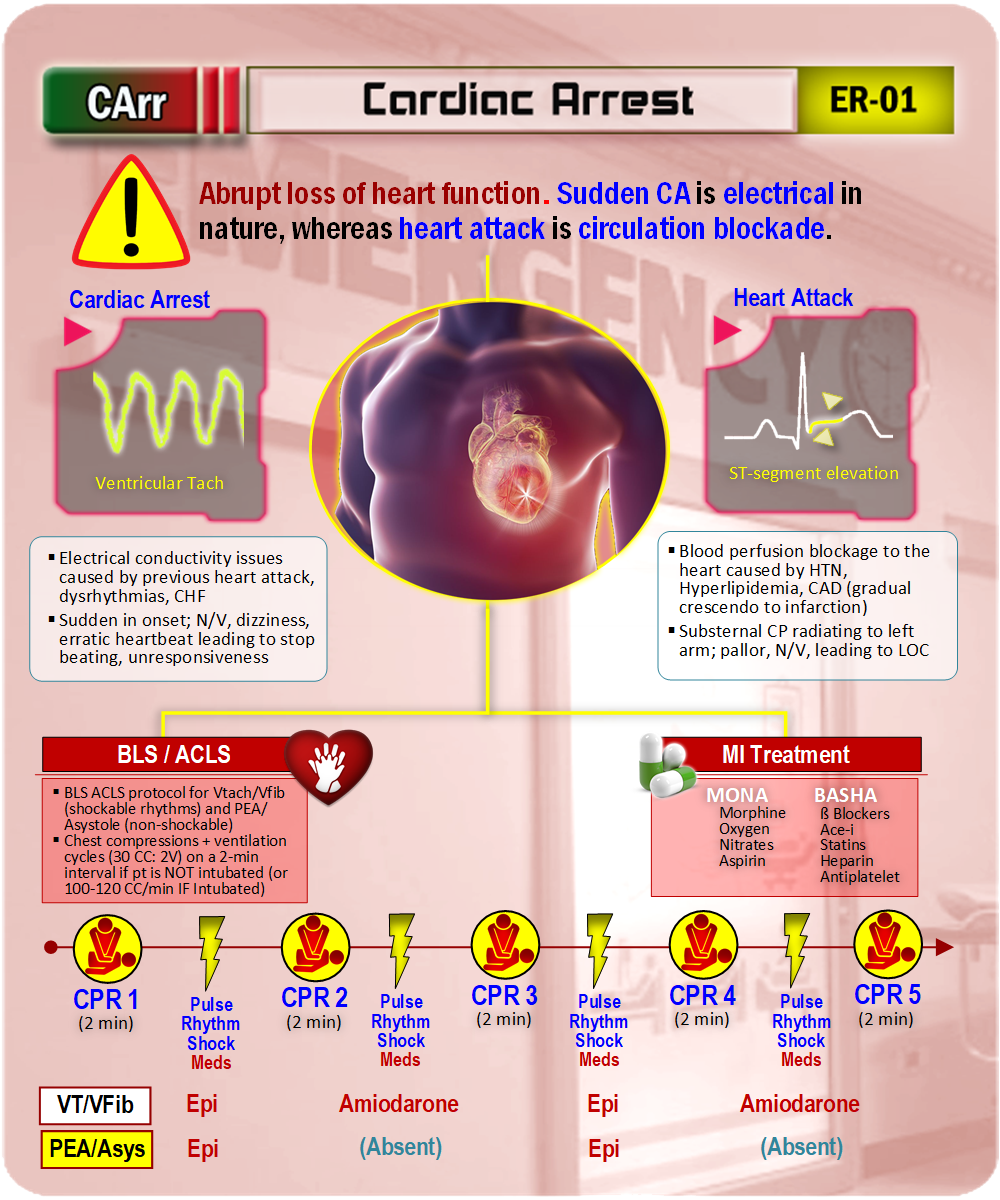 CArr
Cardiac Arrest
ER-01
EMERGENCY
Abrupt loss of heart function. Sudden CA is electrical in
nature, whereas heart attack is circulation blockade.
Cardiac Arrest
Ventricular Tach
Heart Attack
ST-segment elevation
▪ Electrical conductivity issues
caused by previous heart attack,
dysrhythmias, CHF
▪ Sudden in onset; N/V, dizziness,
erratic heartbeat leading to stop
beating, unresponsiveness
▪ Blood perfusion blockage to the
heart caused by HTN,
Hyperlipidemia, CAD (gradual
crescendo to infarction)
▪ Substernal CP radiating to left
arm; pallor, N/V, leading to LOC
BLS / ACLS
▪ BLS ACLS protocol for Vtach/Vfib
(shockable rhythms) and PEA/
Asystole (non-shockable)
▪ Chest compressions + ventilation
cycles (30 CC: 2V) on a 2-min
interval if pt is NOT intubated (or
100-120 CC/min IF Intubated)
MI Treatment
MONA
Morphine
Oxygen
Nitrates
Aspirin
BASHA
ß Blockers
Ace-i
Statins
Heparin
Antiplatelet
CPR 1
(2 min)
Pulse
Rhythm
Shock
Meds
CPR 2
(2 min)
Pulse
Rhythm
Shock
Meds
CPR 3
(2 min)
Pulse
Rhythm
Shock
Meds
CPR 4
(2 min)
Pulse
Rhythm
Shock
Meds
CPR 5
(2 min)
VT/VFib Epi Amiodarone Epi Amiodarone
PEA/Asys Epi (Absent) Epi (Absent)